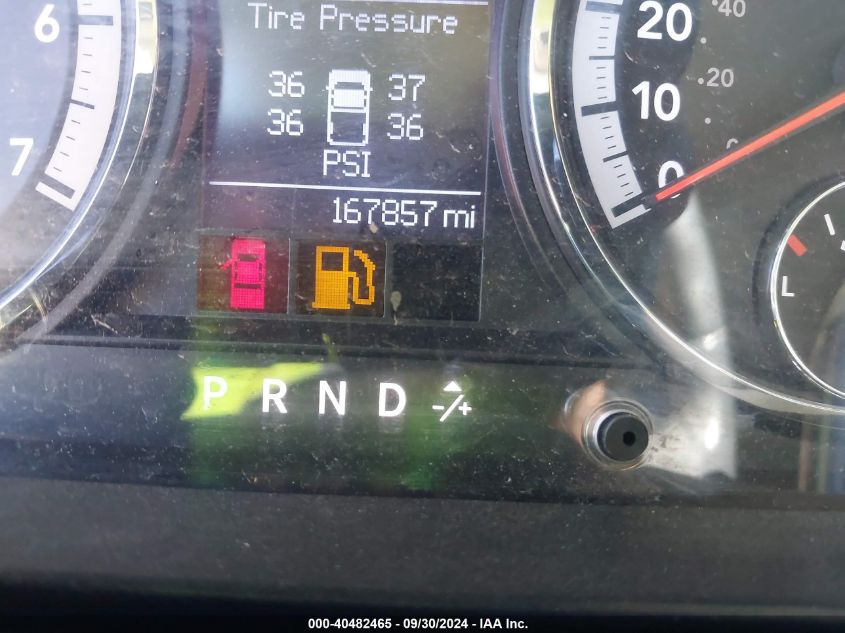 Tire Pressure
36 37
36 36
PSI
167857 mi
6
7
20
10
0
40
20
L
P R N D -/+
000-40482465 - 09/30/2024 - IAA Inc.